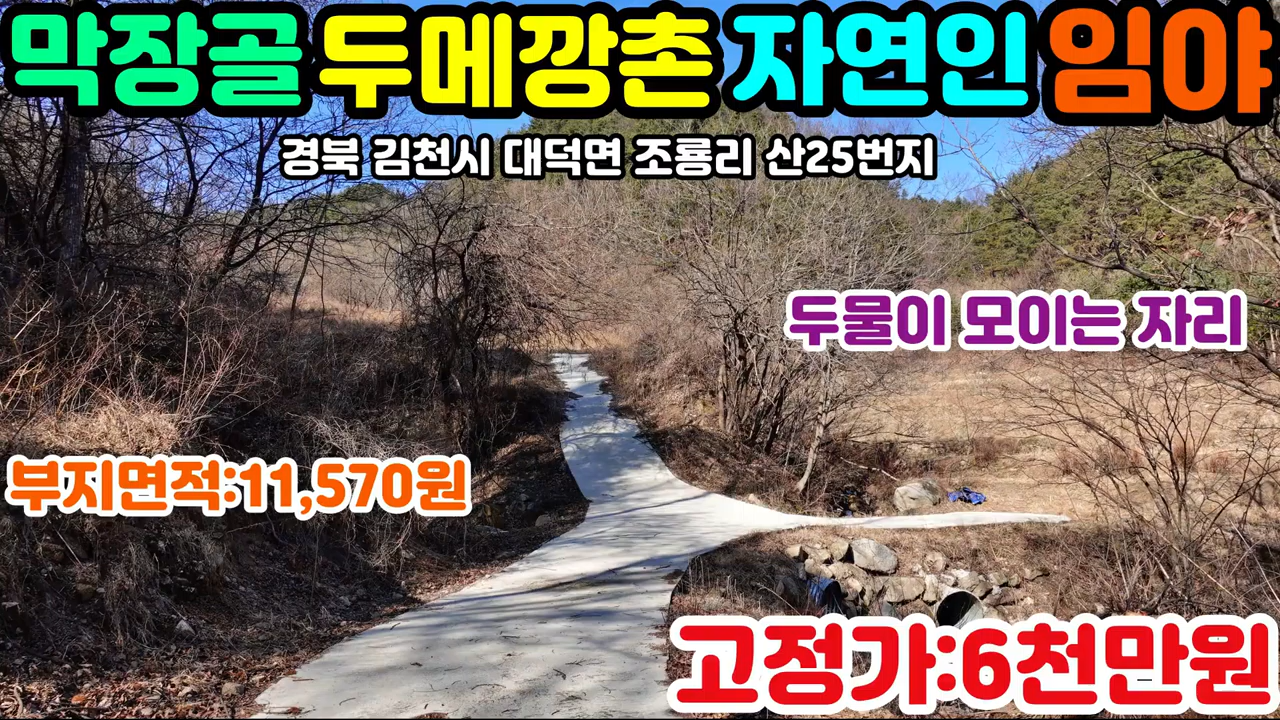 막장골 두메깡촌 자연인 임야
경북 김천시 대덕면 조룡리 산25번지
두물이 모이는 자리
부지면적:11,570원
고정가:6천만원